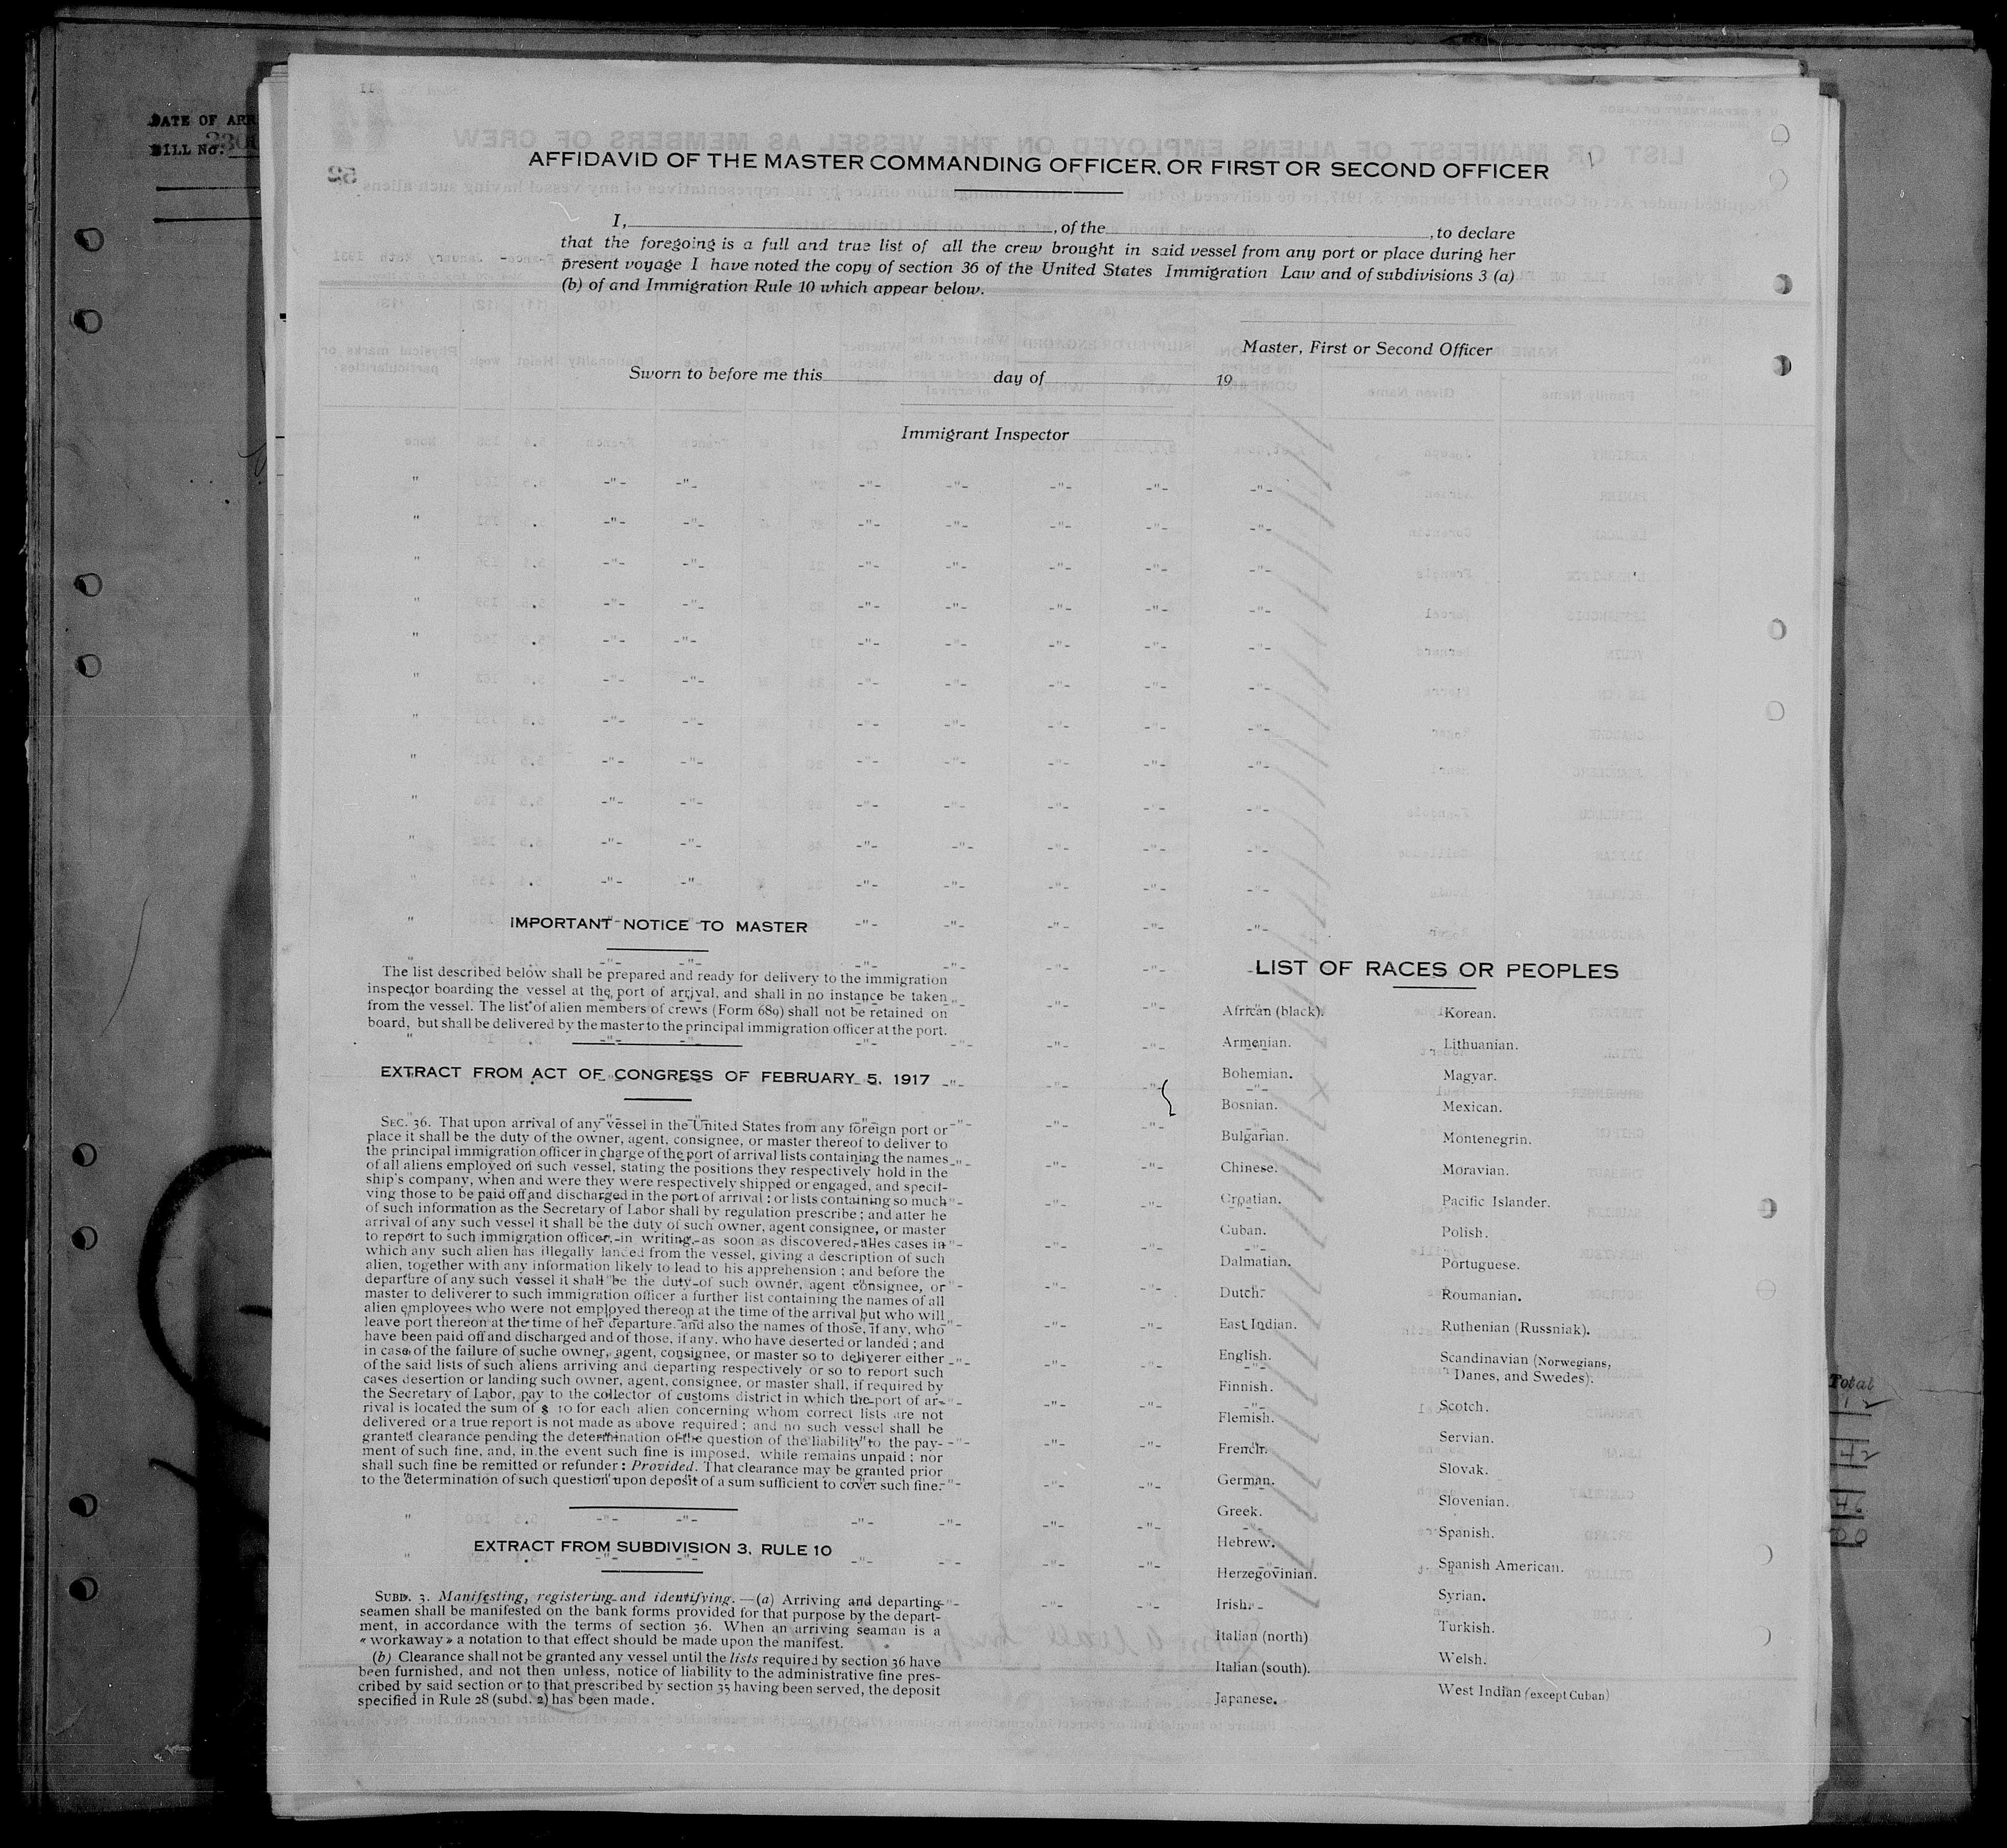 DATE OF ARR
BILL No.
AFFIDAVID OF THE MASTER COMMANDING OFFICER, OR FIRST OR SECOND OFFICER
I, , of the , to declare
that the foregoing is a full and true list of all the crew brought in said vessel from any port or place during her
present voyage I have noted the copy of section 36 of the United States Immigration Law and of subdivisions 3 (a)
(b) of and Immigration Rule 10 which appear below.
Master, First or Second Officer
Sworn to before me this day of 19
Immigrant Inspector
IMPORTANT NOTICE TO MASTER
The list described below shall be prepared and ready for delivery to the immigration
inspector boarding the vessel at the port of arrival, and shall in no instance be taken
from the vessel. The list of alien members of crews (Form 689) shall not be retained on
board, but shall be delivered by the master to the principal immigration officer at the port.
EXTRACT FROM ACT OF CONGRESS OF FEBRUARY 5, 1917
SEC. 36. That upon arrival of any vessel in the United States from any foreign port or
place it shall be the duty of the owner, agent, consignee, or master thereof to deliver to
the principal immigration officer in charge of the port of arrival lists containing the names
of all aliens employed on such vessel, stating the positions they respectively hold in the
ship's company, when and were they were respectively shipped or engaged, and specif-
ving those to be paid off and discharged in the port of arrival : or lists containing so much
of such information as the Secretary of Labor shall by regulation prescribe ; and atter he
arrival of any such vessel it shall be the duty of such owner, agent consignee, or master
to report to such immigration officer, in writing, as soon as discovered, alles cases in
which any such alien has illegally landed from the vessel, giving a description of such
alien, together with any information likely to lead to his apprehension ; and before the
departure of any such vessel it shall be the duty of such owner, agent consignee, or
master to deliverer to such immigration officer a further list containing the names of all
alien employees who were not employed thereon at the time of the arrival but who will
leave port thereon at the time of her departure and also the names of those, if any, who
have been paid off and discharged and of those, if any, who have deserted or landed ; and
in case of the failure of suche owner, agent, consignee, or master so to deliverer either
of the said lists of such aliens arriving and departing respectively or so to report such
cases desertion or landing such owner, agent, consignee, or master shall, if required by
the Secretary of Labor, pay to the collector of customs district in which the port of ar-
rival is located the sum of $ 10 for each alien concerning whom correct lists are not
delivered or a true report is not made as above required ; and no such vessel shall be
granted clearance pending the determination of the question of the liability to the pay-
ment of such fine, and, in the event such fine is imposed, while remains unpaid ; nor
shall such fine be remitted or refunder : Provided. That clearance may be granted prior
to the determination of such question upon deposit of a sum sufficient to cover such fine.
EXTRACT FROM SUBDIVISION 3, RULE 10
SUBD. 3. Manifesting, registering and identifying. — (a) Arriving and departing
seamen shall be manifested on the bank forms provided for that purpose by the depart-
ment, in accordance with the terms of section 36. When an arriving seaman is a
« workaway » a notation to that effect should be made upon the manifest.
(b) Clearance shall not be granted any vessel until the lists required by section 36 have
been furnished, and not then unless, notice of liability to the administrative fine pres-
cribed by said section or to that prescribed by section 35 having been served, the deposit
specified in Rule 28 (subd. 2) has been made.
LIST OF RACES OR PEOPLES
African (black).
Armenian.
Bohemian.
Bosnian.
Bulgarian.
Chinese.
Croatian.
Cuban.
Dalmatian.
Dutch.
East Indian.
English.
Finnish.
Flemish.
French.
German.
Greek.
Hebrew.
Herzegovinian.
Irish.
Italian (north)
Italian (south).
Japanese.
Korean.
Lithuanian.
Magyar.
Mexican.
Montenegrin.
Moravian.
Pacific Islander.
Polish.
Portuguese.
Roumanian.
Ruthenian (Russniak).
Scandinavian (Norwegians,
Danes, and Swedes).
Scotch.
Servian.
Slovak.
Slovenian.
Spanish.
Spanish American.
Syrian.
Turkish.
Welsh.
West Indian (except Cuban)
Total